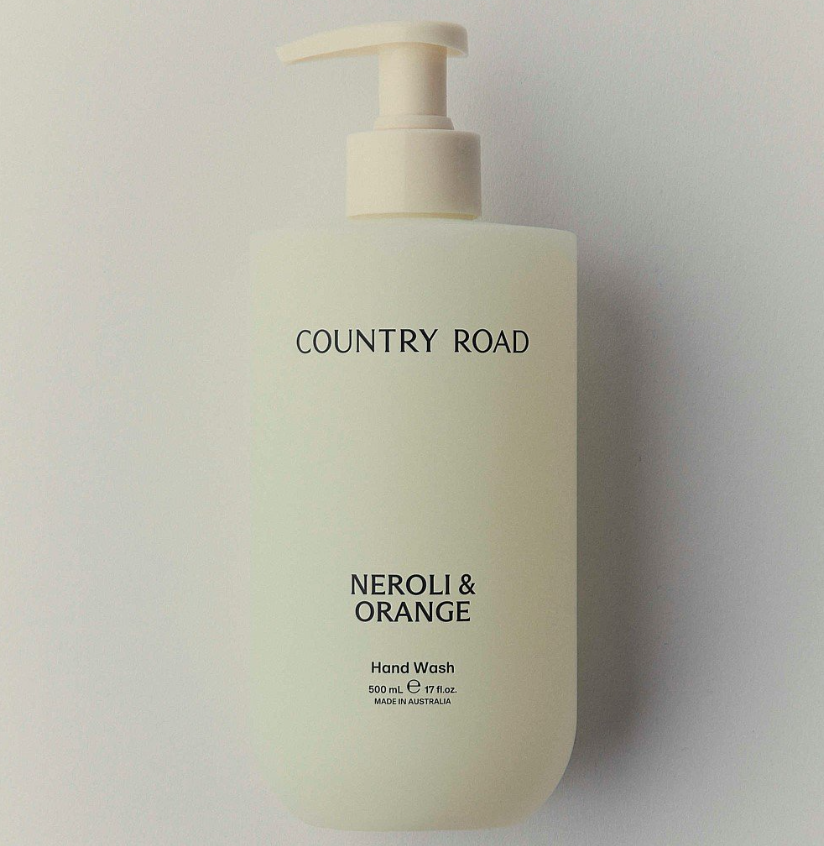 COUNTRY ROAD
NEROLI &
ORANGE
Hand Wash
500 mL ℮ 17 fl.oz.
MADE IN AUSTRALIA